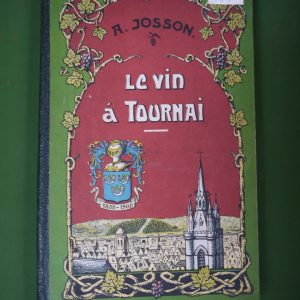 A. JOSSON.
Le vin
à Tournai